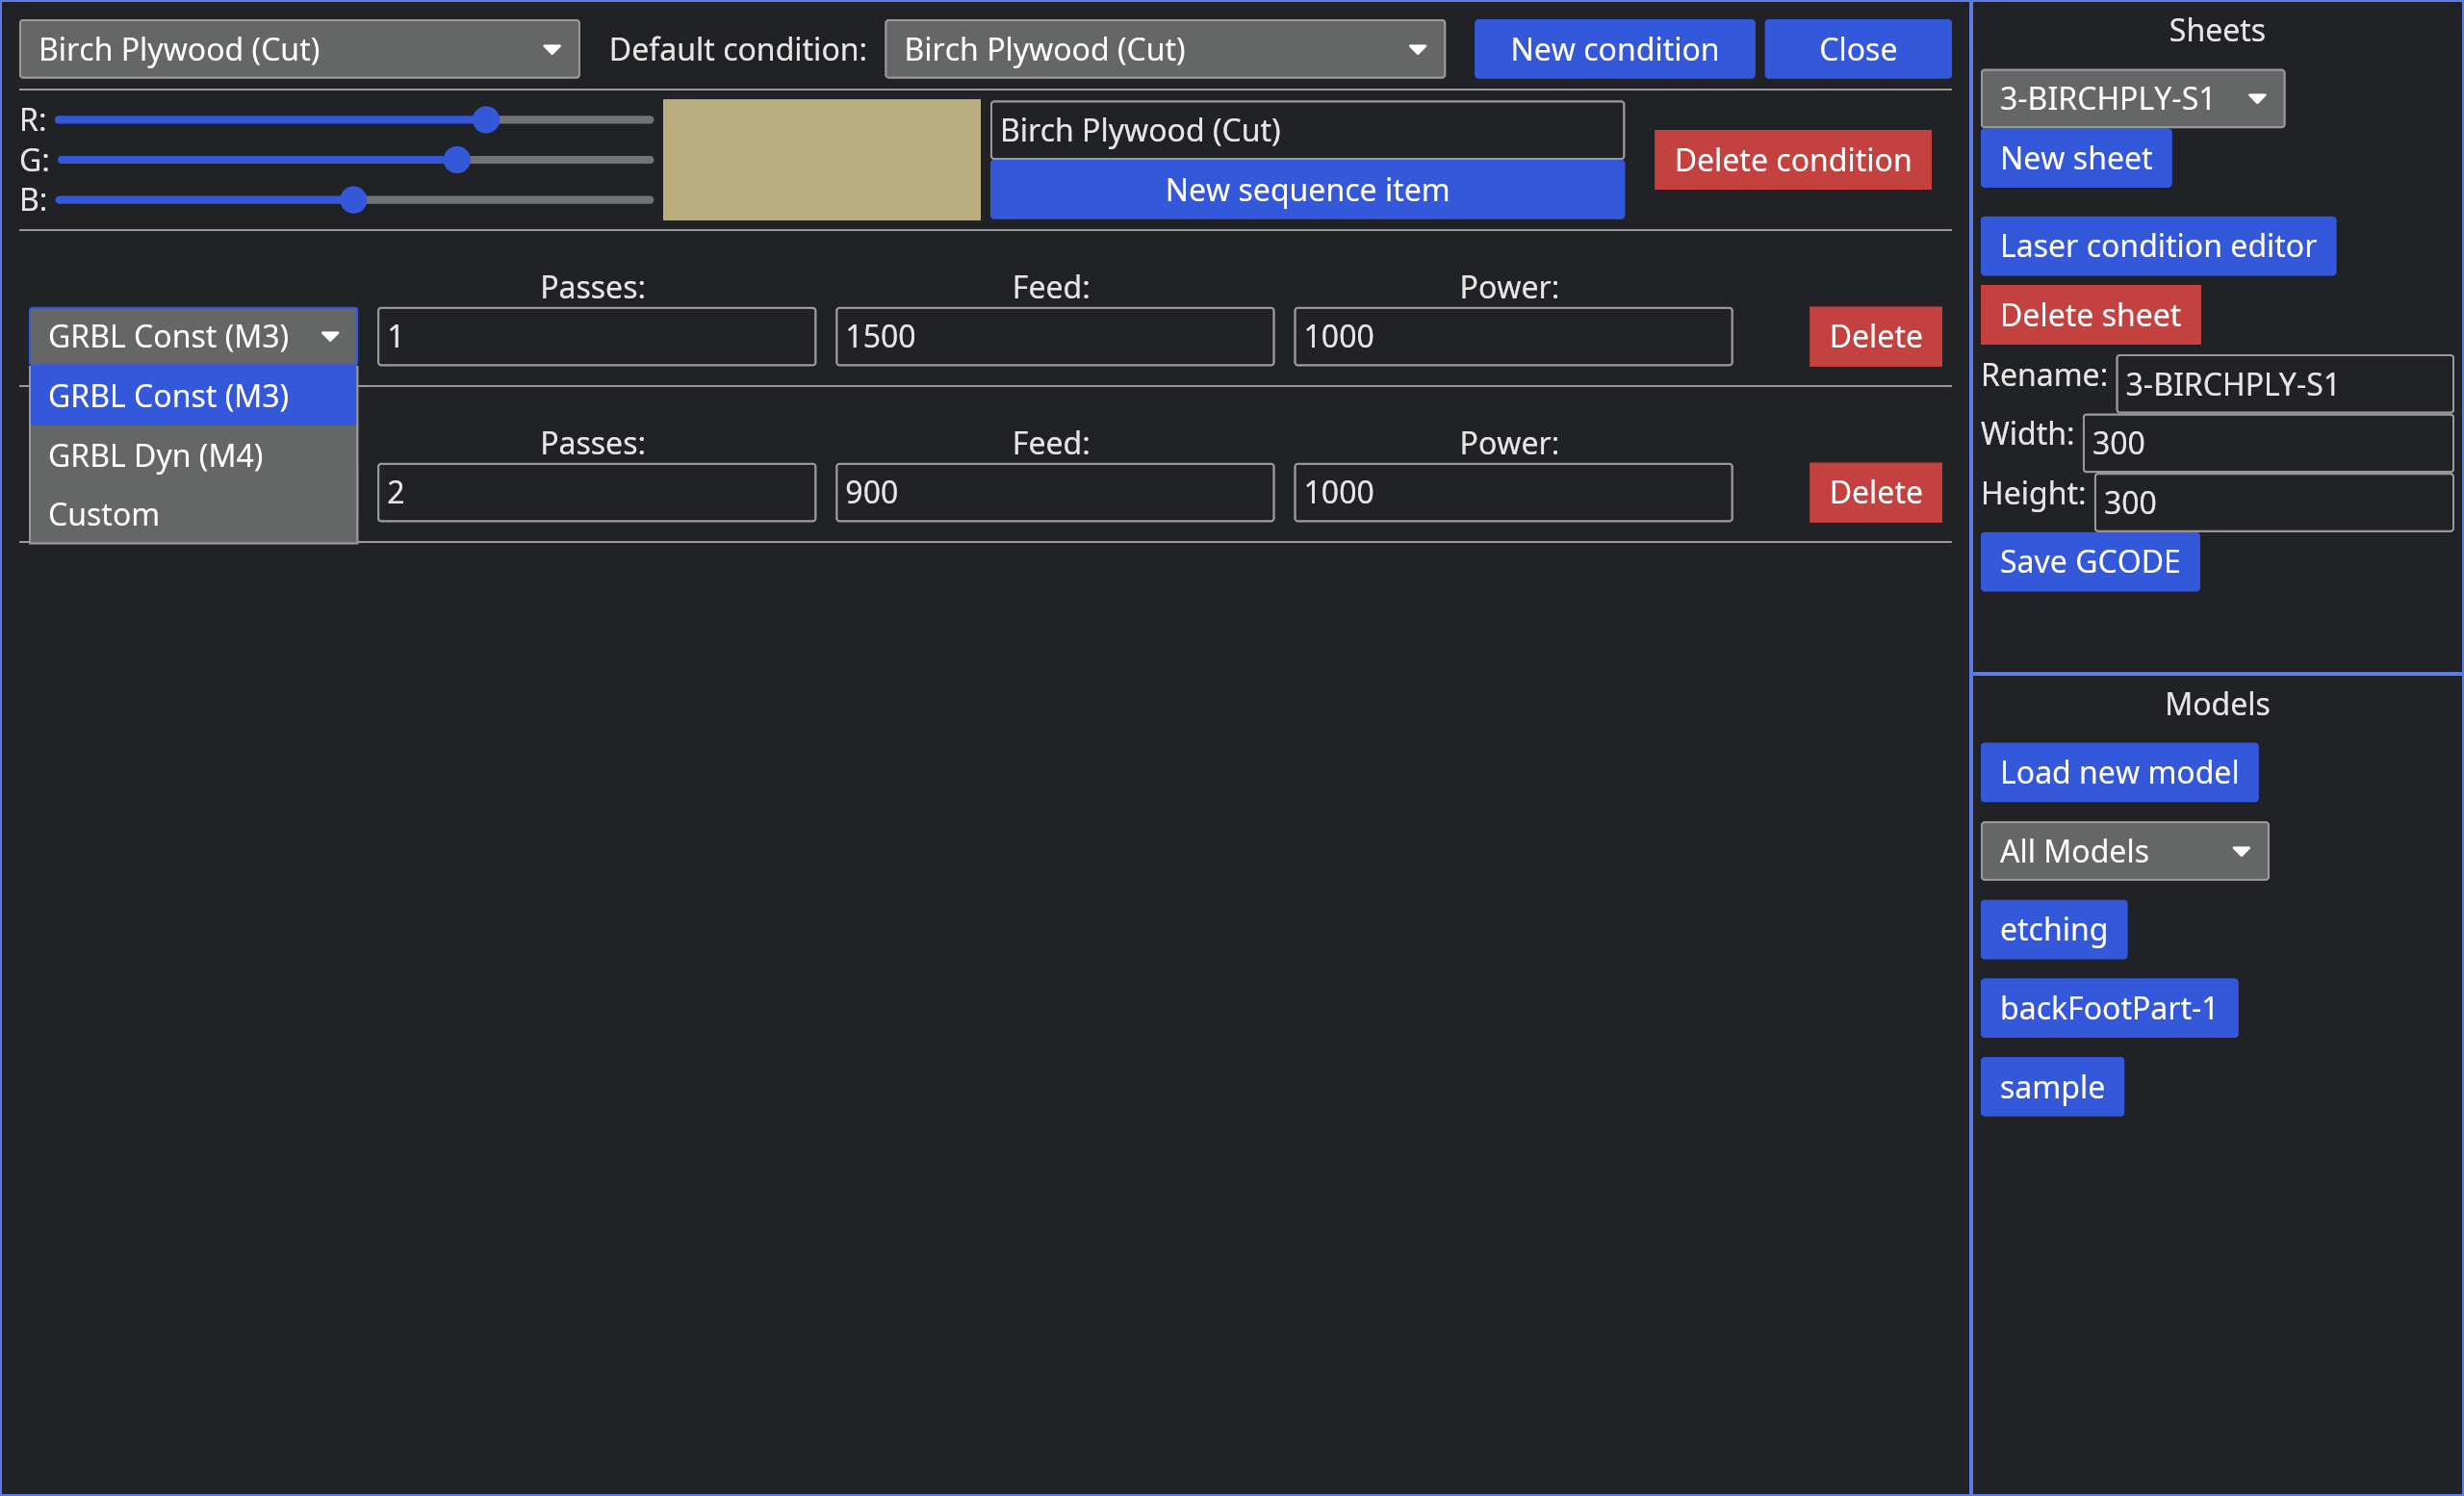 Birch Plywood (Cut) Default condition: Birch Plywood (Cut) New condition Close
R:
G:
B:
Birch Plywood (Cut)
New sequence item
Delete condition
Passes: Feed: Power:
GRBL Const (M3) 1 1500 1000 Delete
GRBL Const (M3)
GRBL Dyn (M4)
Custom
Passes: Feed: Power:
2 900 1000 Delete
Sheets
3-BIRCHPLY-S1
New sheet
Laser condition editor
Delete sheet
Rename: 3-BIRCHPLY-S1
Width: 300
Height: 300
Save GCODE
Models
Load new model
All Models
etching
backFootPart-1
sample